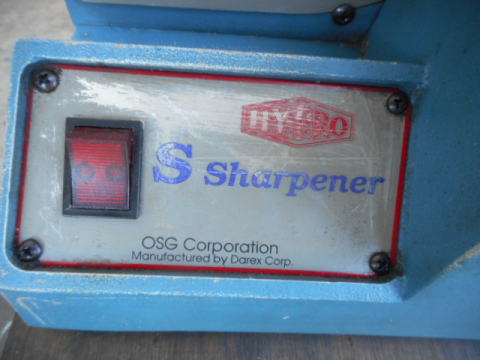 HY-PRO
S Sharpener
OSG Corporation
Manufactured by Darex Corp.